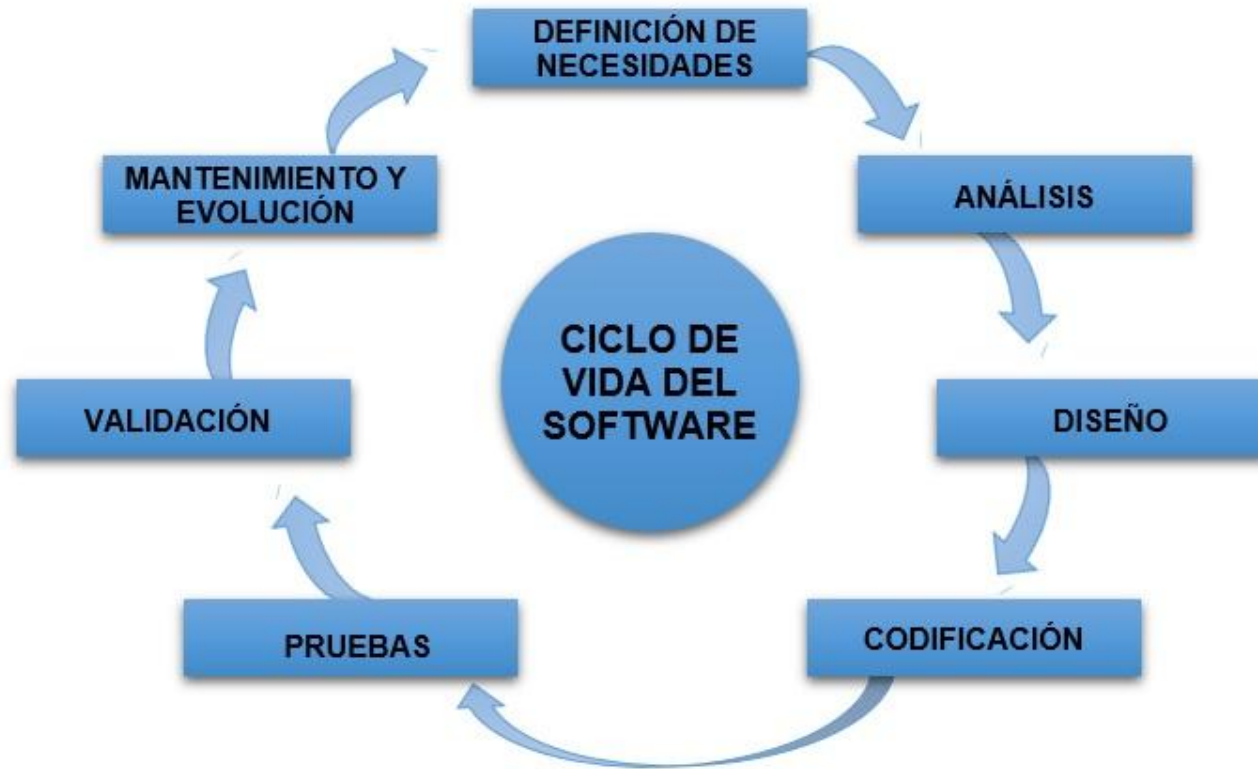 DEFINICIÓN DE
NECESIDADES
ANÁLISIS
DISEÑO
CODIFICACIÓN
PRUEBAS
VALIDACIÓN
MANTENIMIENTO Y
EVOLUCIÓN
CICLO DE
VIDA DEL
SOFTWARE